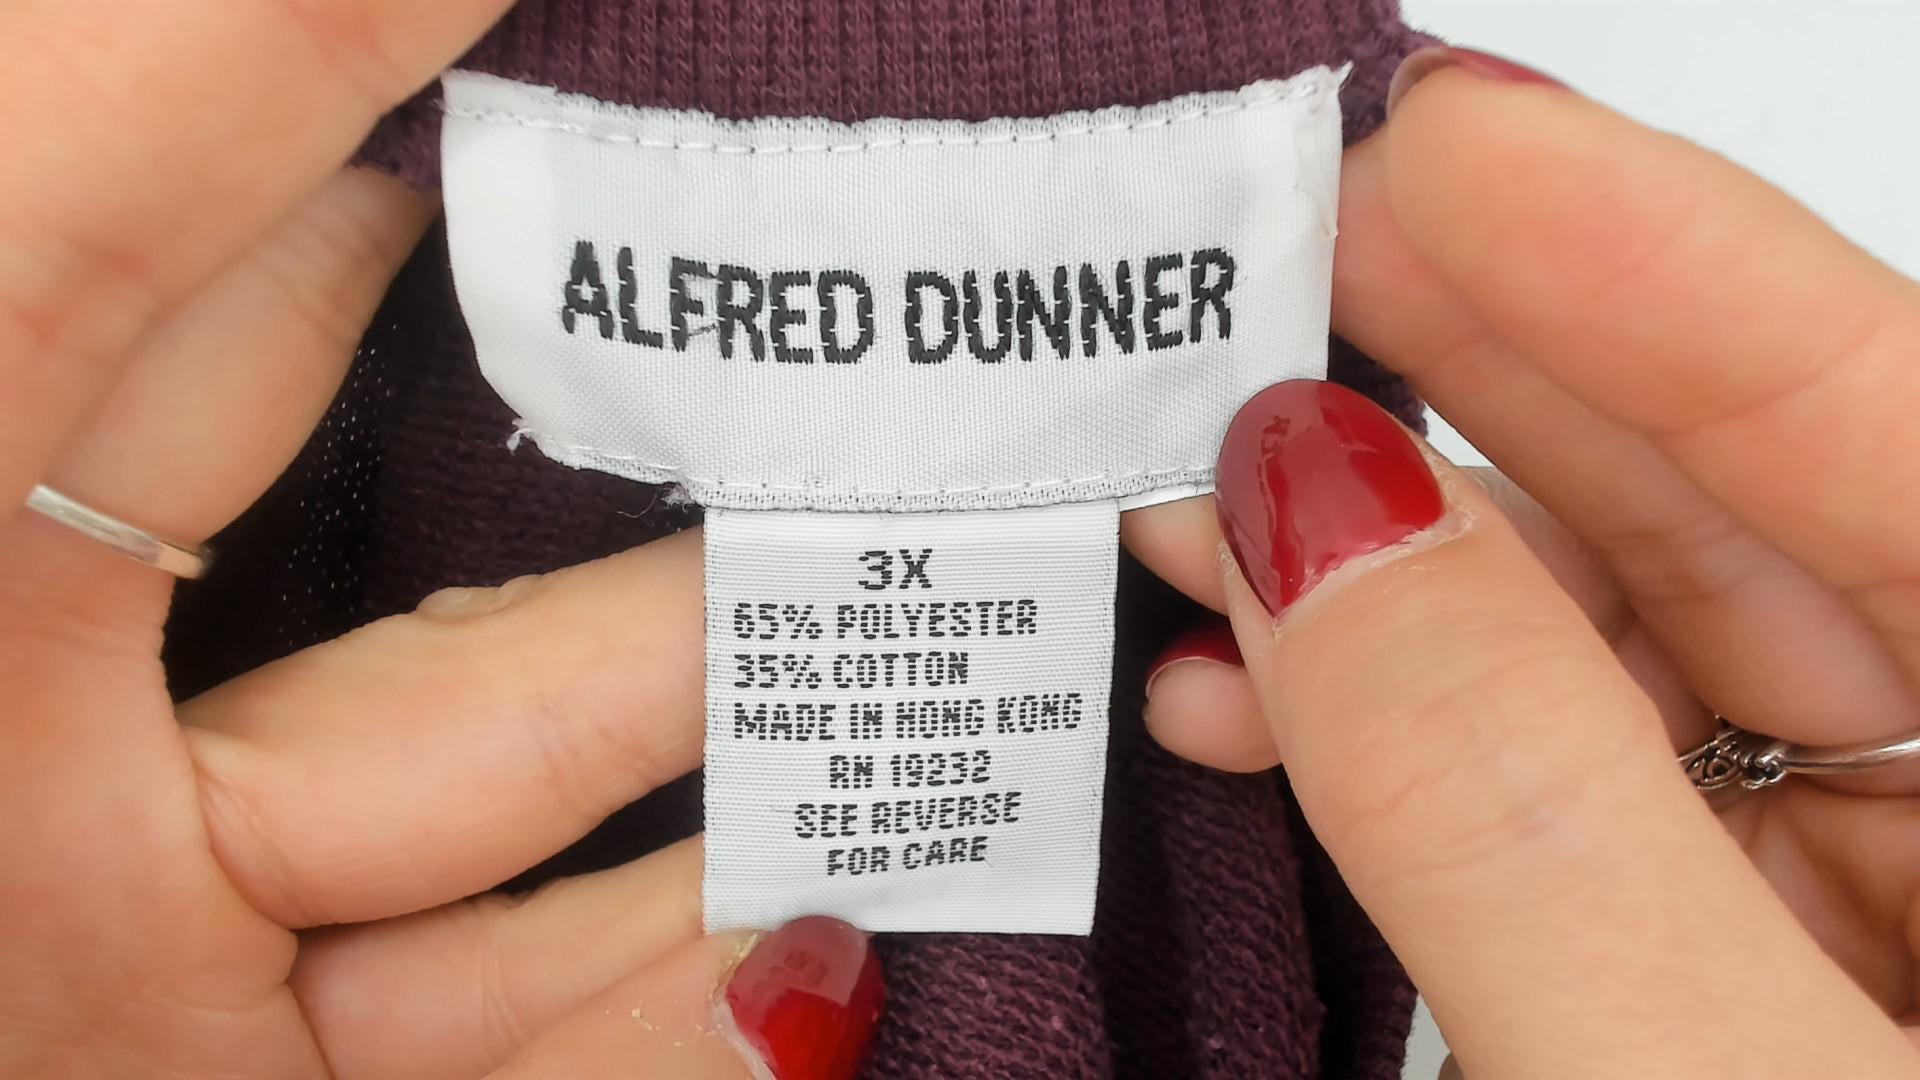 ALFRED DUNNER
3X
65% POLYESTER
35% COTTON
MADE IN HONG KONG
RN 19232
SEE REVERSE
FOR CARE